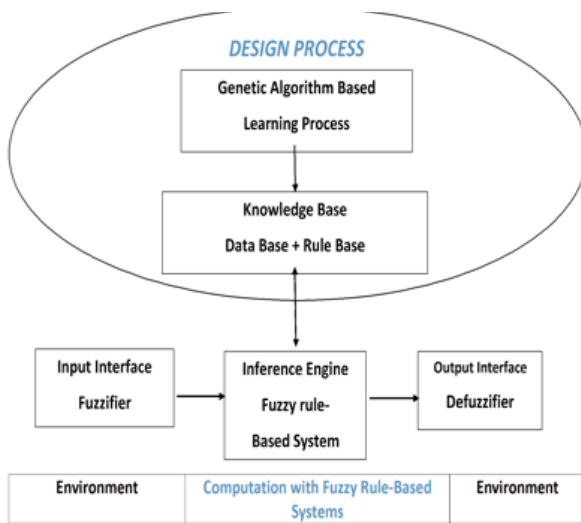 DESIGN PROCESS
Genetic Algorithm Based
Learning Process
Knowledge Base
Data Base + Rule Base
Input Interface
Fuzzifier
Inference Engine
Fuzzy rule-
Based System
Output Interface
Defuzzifier
Environment
Computation with Fuzzy Rule-Based
Systems
Environment